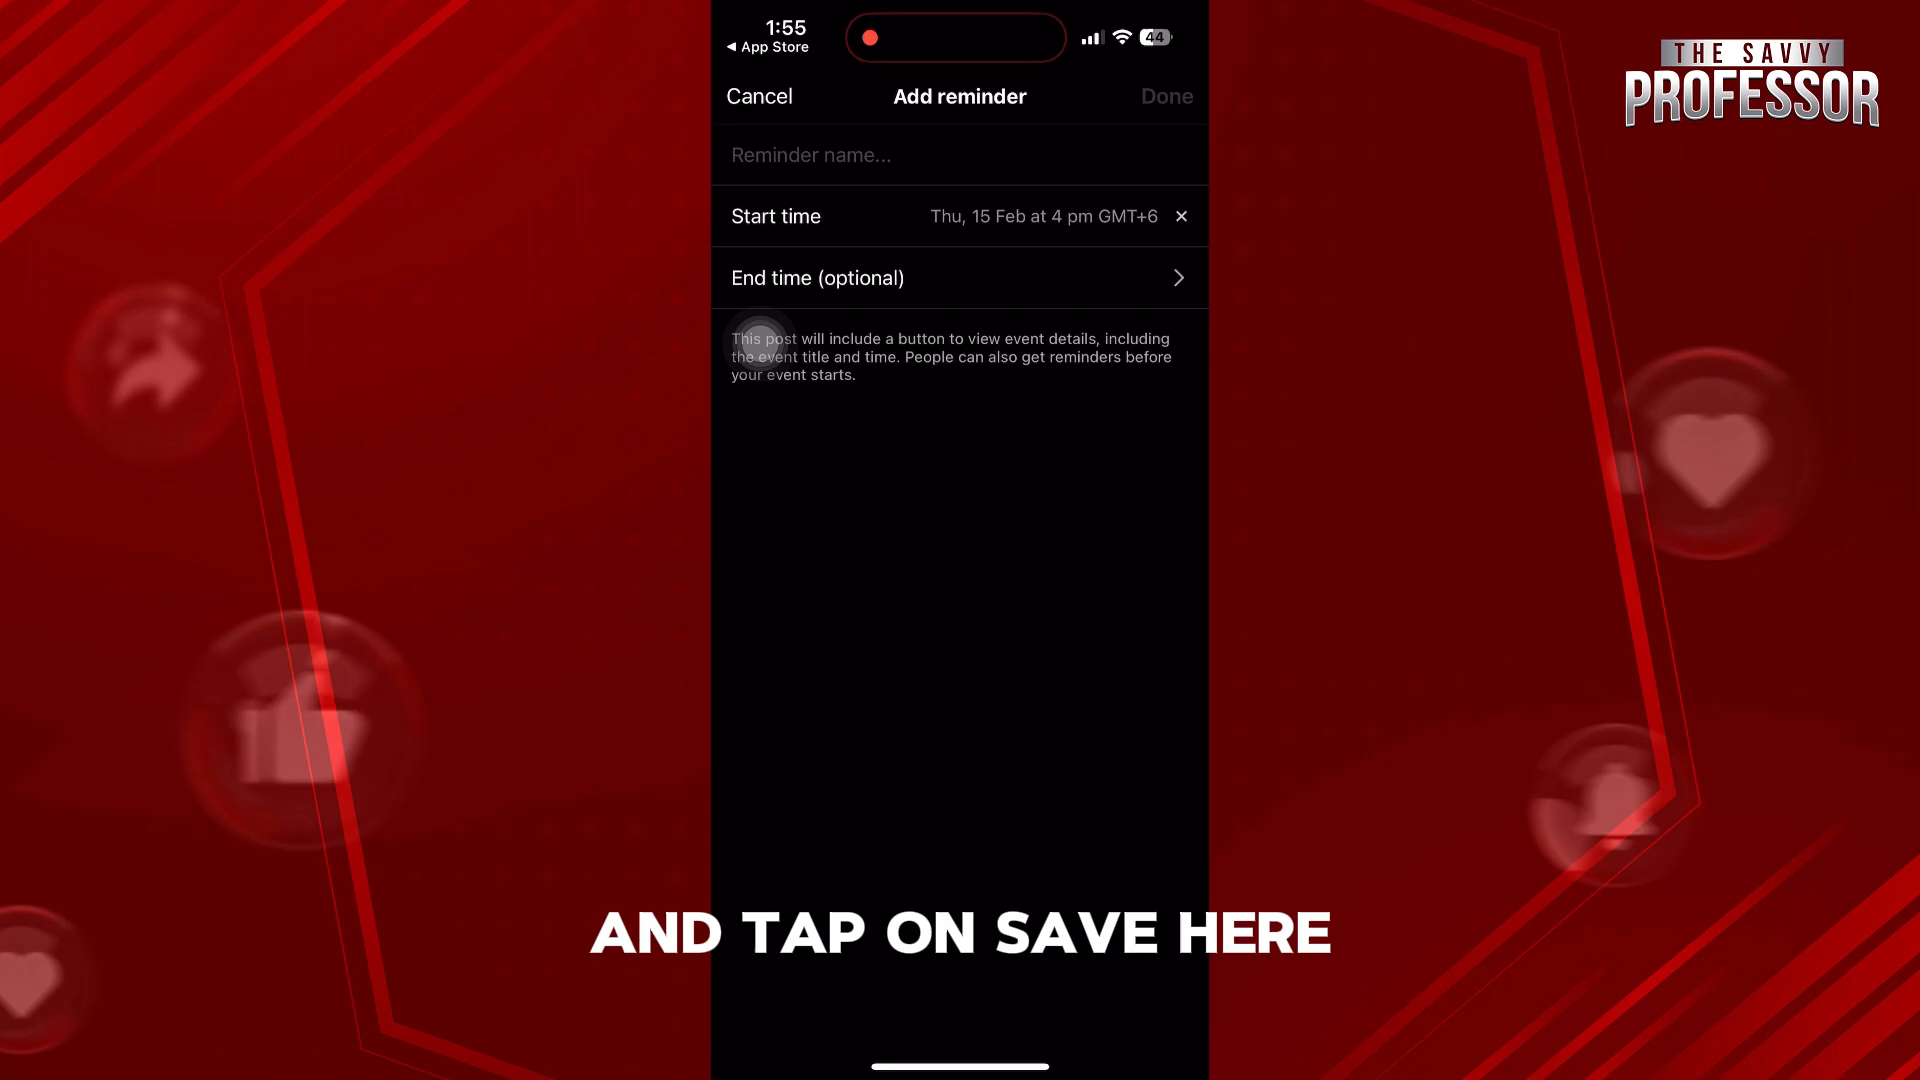 1:55
◄ App Store
44
Cancel
Add reminder
Done
Reminder name...
Start time
Thu, 15 Feb at 4 pm GMT+6
End time (optional)
This post will include a button to view event details, including
the event title and time. People can also get reminders before
your event starts.
THE SAVVY
PROFESSOR
AND TAP ON SAVE HERE